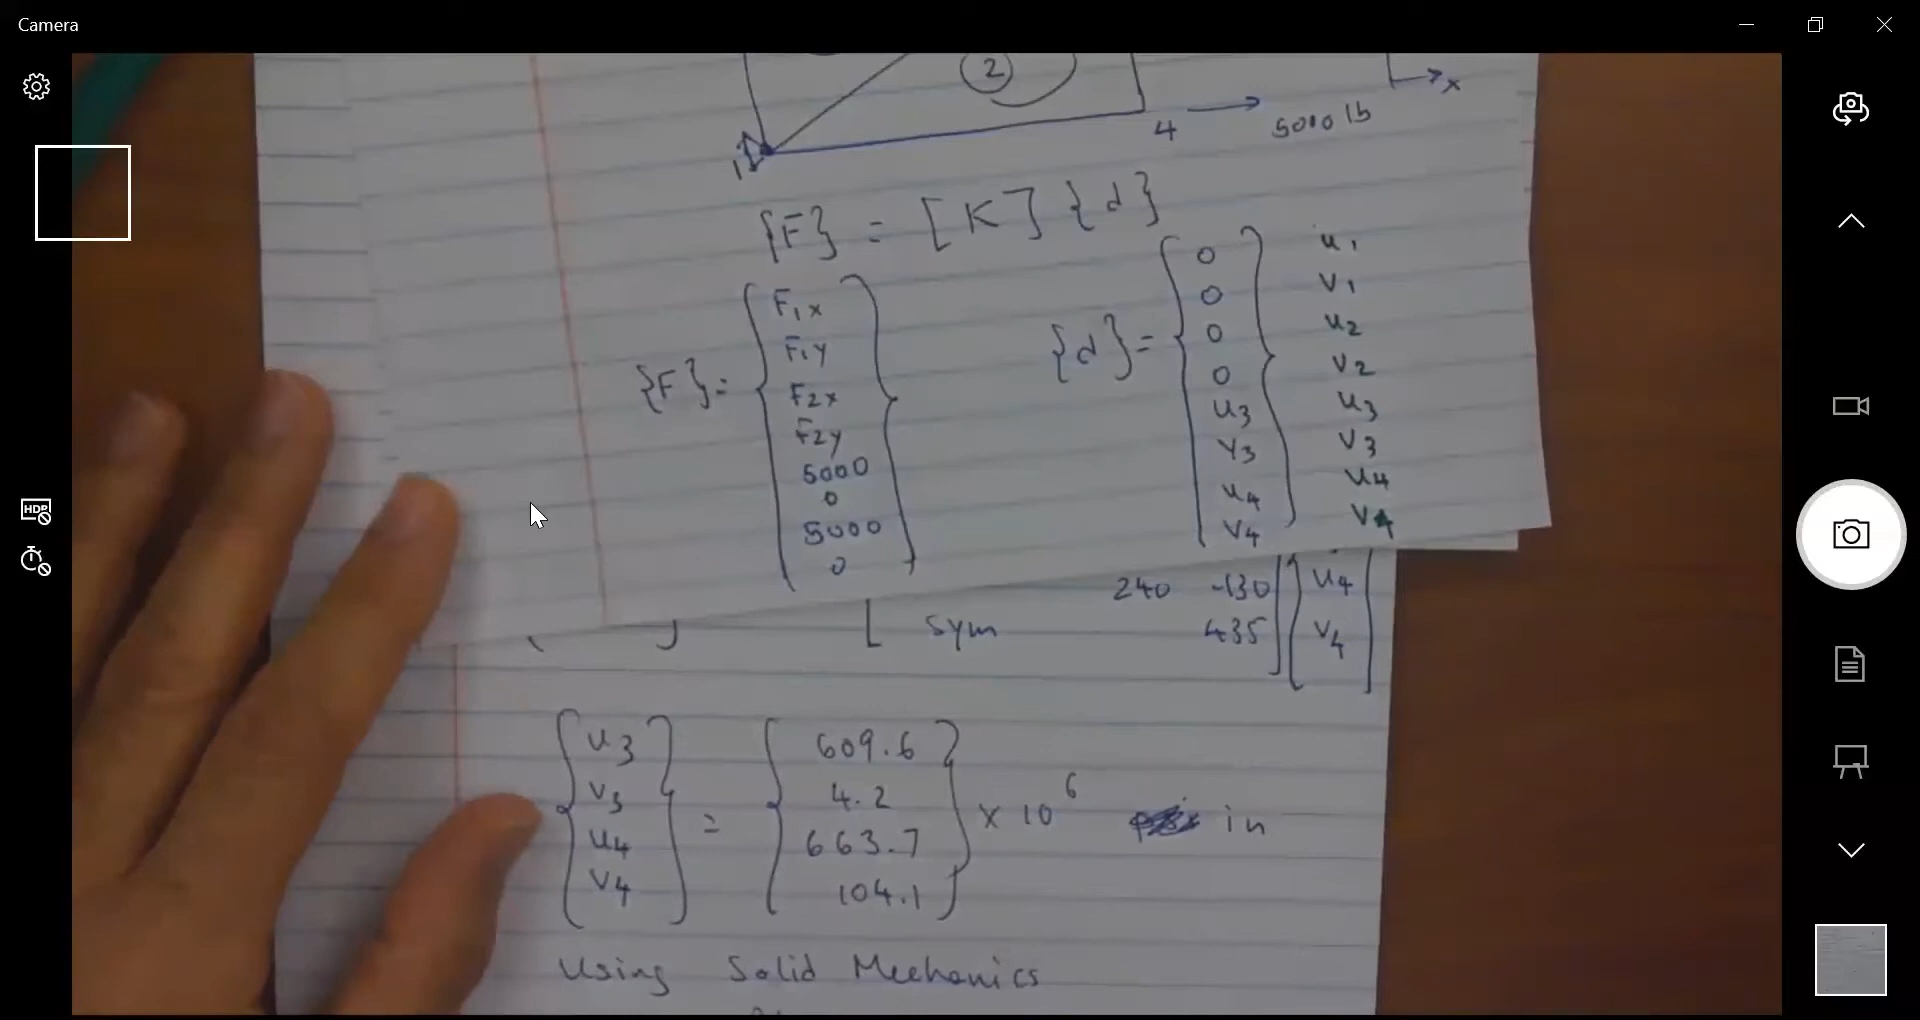 Camera
2
x
4
5000 lb
1
{F} = [K] {d}
{F} =
F1x
F1y
F2x
F2y
5000
0
5000
0
{d} =
0
0
0
0
u3
v3
u4
v4
u1
v1
u2
v2
u3
v3
u4
v4
240 -130
435
sym
u4
v4
u3
v3
u4
v4
=
609.6
4.2
663.7
104.1
x 10^6
in
Using Solid Mechanics
HDR